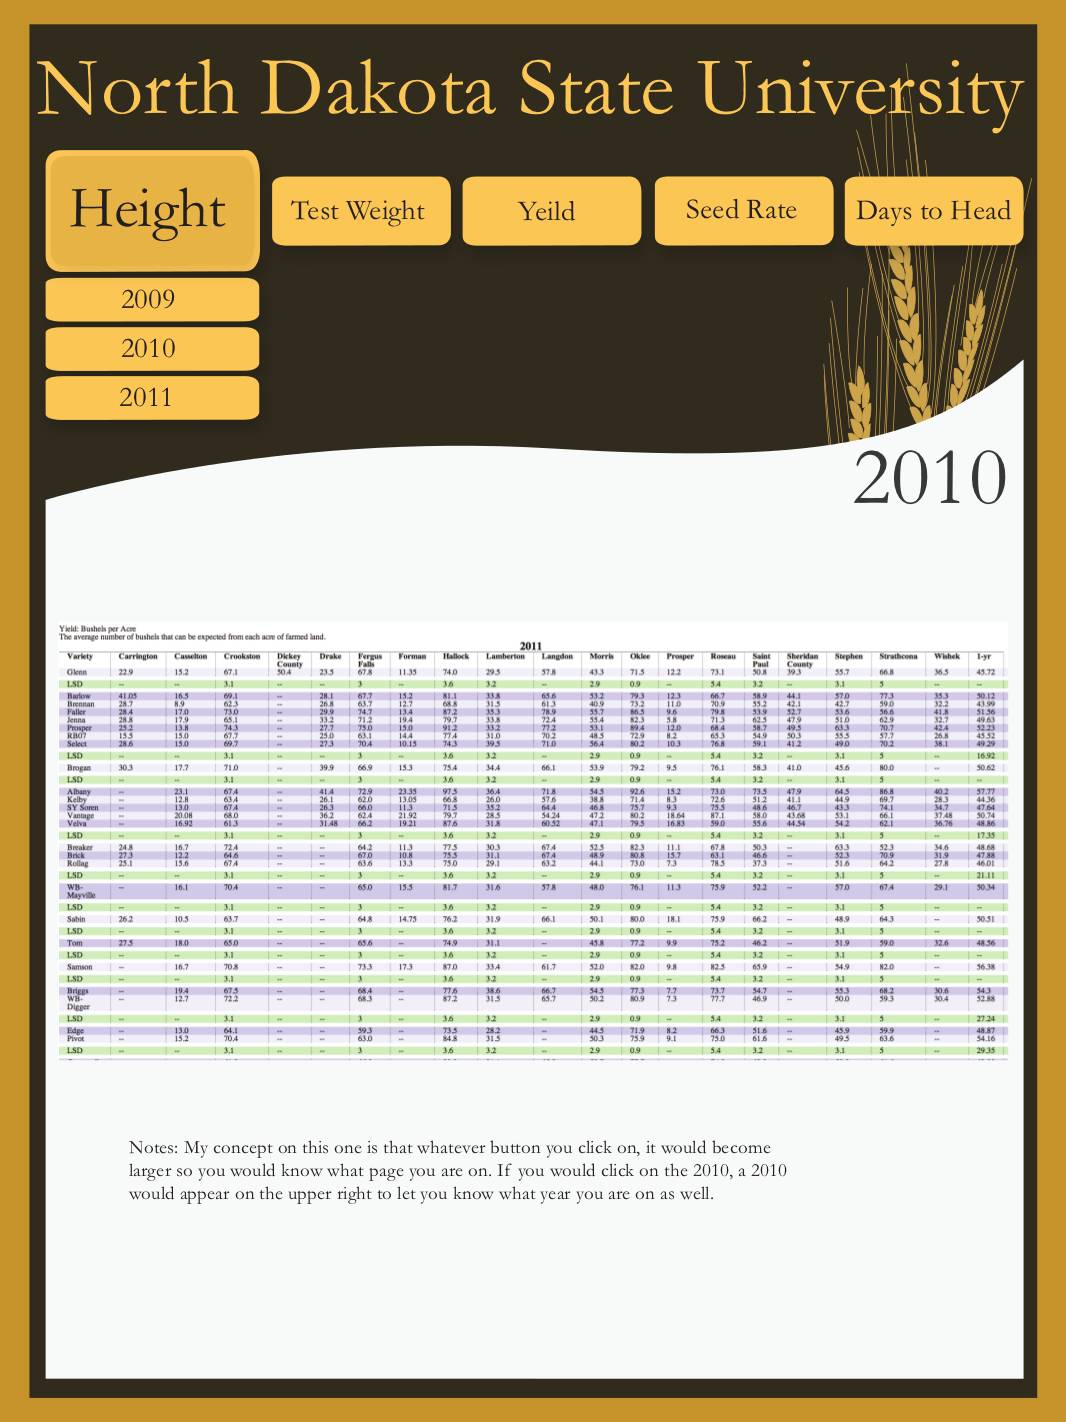 North Dakota State University
Height
Test Weight
Yeild
Seed Rate
Days to Head
2009
2010
2011
2010
Yield: Bushels per Acre
The average number of bushels that can be expected from each acre of farmed land.
2011
Variety Carrington Casselton Crookston Dickey County Drake Fergus Falls Forman Hallock Lamberton Langdon Morris Oklee Prosper Roseau Saint Paul Sheridan County Stephen Strathcona Wishek 1-yr
Glenn 22.9 15.2 67.1 50.4 23.5 67.8 11.35 74.0 29.5 57.8 43.3 71.5 12.2 73.1 50.8 39.3 55.7 66.8 36.5 45.72
LSD -- -- 3.1 -- -- 3 -- 3.6 3.2 -- 2.9 0.9 -- 5.4 3.2 -- 3.1 5 -- --
Barlow 41.05 16.5 69.1 -- 28.1 67.7 15.2 81.1 33.8 65.6 53.2 79.3 12.3 66.7 58.9 44.1 57.0 77.3 35.3 50.12
Brennan 28.7 8.9 62.3 -- 26.8 63.7 12.7 68.8 31.5 61.3 40.9 73.2 11.0 70.9 55.2 42.1 42.7 59.0 32.2 43.99
Faller 28.4 17.0 73.0 -- 29.9 74.7 13.4 87.2 35.3 78.9 55.7 86.5 9.6 79.8 53.9 52.7 53.6 56.6 41.8 51.56
Jenna 28.8 17.9 65.1 -- 33.2 71.2 19.4 79.7 33.8 72.4 55.4 82.3 5.8 71.3 62.5 47.9 51.0 62.9 32.7 49.63
Prosper 25.2 13.8 74.3 -- 27.7 75.0 15.0 91.2 33.2 77.2 53.1 89.4 12.0 68.4 58.7 49.5 63.3 70.7 42.4 52.23
RB07 15.5 15.0 67.7 -- 25.0 63.1 14.4 77.4 31.0 70.2 48.5 72.9 8.2 65.3 54.9 50.3 55.5 57.7 26.8 45.52
Select 28.6 15.0 69.7 -- 27.3 70.4 10.15 74.3 39.5 71.0 56.4 80.2 10.3 76.8 59.1 41.2 49.0 70.2 38.1 49.29
LSD -- -- 3.1 -- -- 3 -- 3.6 3.2 -- 2.9 0.9 -- 5.4 3.2 -- 3.1 5 -- 16.92
Brogan 30.3 17.7 71.0 -- 39.9 66.9 15.3 75.4 34.4 66.1 53.9 79.2 9.5 76.1 58.3 41.0 45.6 80.0 -- 50.62
LSD -- -- 3.1 -- -- 3 -- 3.6 3.2 -- 2.9 0.9 -- 5.4 3.2 -- 3.1 5 -- --
Albany -- 23.1 67.4 -- 41.4 72.9 23.35 97.5 36.4 71.8 54.5 92.6 15.2 73.0 73.5 47.9 64.5 86.8 40.2 57.77
Kelby -- 12.8 63.4 -- 26.1 62.0 13.05 66.8 26.0 57.6 38.8 71.4 8.3 72.6 51.2 41.1 44.9 69.7 28.3 44.36
SY Soren -- 13.0 67.4 -- 26.3 66.0 11.3 71.5 35.2 64.4 46.8 75.7 9.3 75.5 48.6 46.7 43.3 74.1 34.7 47.64
Vantage -- 20.08 68.0 -- 36.2 62.4 21.92 79.7 28.5 54.24 47.2 80.2 18.64 87.1 58.0 43.68 53.1 66.1 37.48 50.74
Velva -- 16.92 61.3 -- 31.48 66.2 19.21 87.6 31.8 60.52 47.1 79.5 16.83 59.0 55.6 44.54 54.2 62.1 36.76 48.86
LSD -- -- 3.1 -- -- 3 -- 3.6 3.2 -- 2.9 0.9 -- 5.4 3.2 -- 3.1 5 -- 17.35
Breaker 24.8 16.7 72.4 -- -- 64.2 11.3 77.5 30.3 67.4 52.5 82.3 11.1 67.8 50.3 -- 63.3 52.3 34.6 48.68
Brick 27.3 12.2 64.6 -- -- 67.0 10.8 75.5 31.1 67.4 48.9 80.8 15.7 63.1 46.6 -- 52.3 70.9 31.9 47.88
Rollag 25.1 15.6 67.4 -- -- 63.6 13.3 75.0 29.1 63.2 44.1 73.0 7.3 78.5 37.3 -- 51.6 64.2 27.8 46.01
LSD -- -- 3.1 -- -- 3 -- 3.6 3.2 -- 2.9 0.9 -- 5.4 3.2 -- 3.1 5 -- 21.11
WB-Mayville -- 16.1 70.4 -- -- 65.0 15.5 81.7 31.6 57.8 48.0 76.1 11.3 75.9 52.2 -- 57.0 67.4 29.1 50.34
LSD -- -- 3.1 -- -- 3 -- 3.6 3.2 -- 2.9 0.9 -- 5.4 3.2 -- 3.1 5 -- --
Sabin 26.2 10.5 63.7 -- -- 64.8 14.75 76.2 31.9 66.1 50.1 80.0 18.1 75.9 66.2 -- 48.9 64.3 -- 50.51
LSD -- -- 3.1 -- -- 3 -- 3.6 3.2 -- 2.9 0.9 -- 5.4 3.2 -- 3.1 5 -- --
Tom 27.5 18.0 65.0 -- -- 65.6 -- 74.9 31.1 -- 45.8 77.2 9.9 75.2 46.2 -- 51.9 59.0 32.6 48.56
LSD -- -- 3.1 -- -- 3 -- 3.6 3.2 -- 2.9 0.9 -- 5.4 3.2 -- 3.1 5 -- --
Samson -- 16.7 70.8 -- -- 73.3 17.3 87.0 33.4 61.7 52.0 82.0 9.8 82.5 65.9 -- 54.9 82.0 -- 56.38
LSD -- -- 3.1 -- -- 3 -- 3.6 3.2 -- 2.9 0.9 -- 5.4 3.2 -- 3.1 5 -- --
Briggs -- 19.4 67.5 -- -- 68.4 -- 77.6 38.6 66.7 54.5 77.3 7.7 73.7 54.7 -- 55.3 68.2 30.6 54.3
WB-Digger -- 12.7 72.2 -- -- 68.3 -- 87.2 31.5 65.7 50.2 80.9 7.3 77.7 46.9 -- 50.0 59.3 30.4 52.88
LSD -- -- 3.1 -- -- 3 -- 3.6 3.2 -- 2.9 0.9 -- 5.4 3.2 -- 3.1 5 -- 27.24
Edge -- 13.0 64.1 -- -- 59.3 -- 73.5 28.2 -- 44.5 71.9 8.2 66.3 51.6 -- 45.9 59.9 -- 48.87
Pivot -- 15.2 70.4 -- -- 63.0 -- 84.8 31.5 -- 50.3 75.9 9.1 75.0 61.6 -- 49.5 63.6 -- 54.16
LSD -- -- 3.1 -- -- 3 -- 3.6 3.2 -- 2.9 0.9 -- 5.4 3.2 -- 3.1 5 -- 29.35
Notes: My concept on this one is that whatever button you click on, it would become
larger so you would know what page you are on. If you would click on the 2010, a 2010
would appear on the upper right to let you know what year you are on as well.